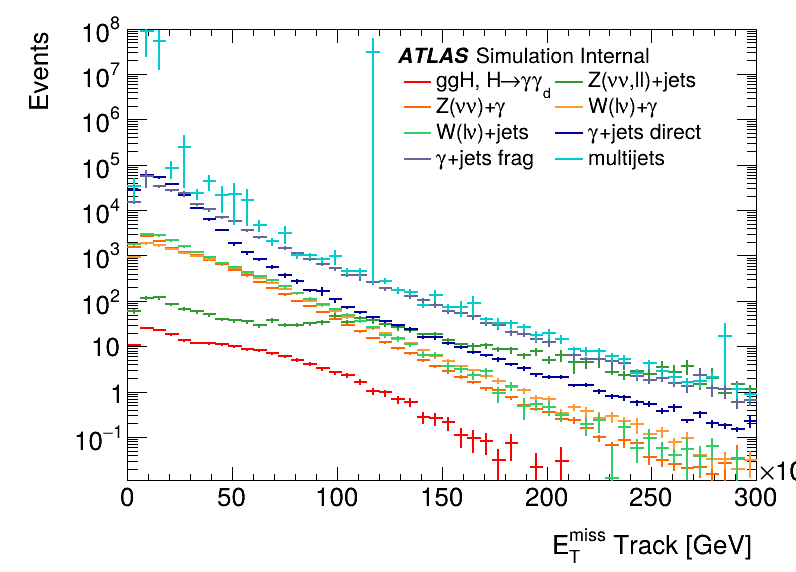 Events
10⁸
10⁷
10⁶
10⁵
10⁴
10³
10²
10
1
10⁻¹
ATLAS Simulation Internal
ggH, H→γγ_d
Z(νν,ll)+jets
Z(νν)+γ
W(lν)+γ
W(lν)+jets
γ+jets direct
γ+jets frag
multijets
0 50 100 150 200 250 300
×10
E_T^miss Track [GeV]